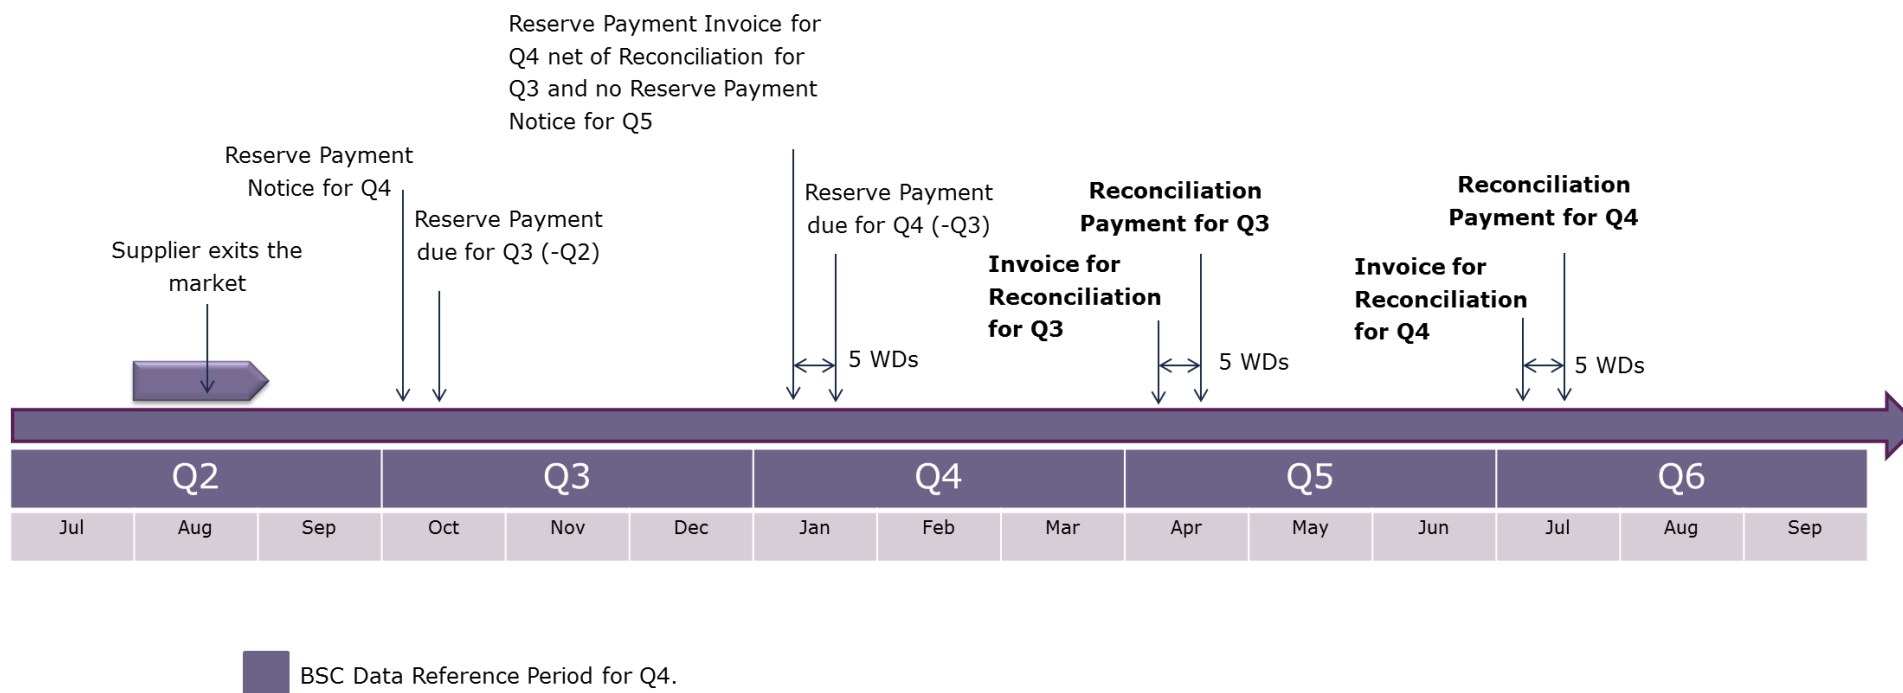 Reserve Payment Invoice for
Q4 net of Reconciliation for
Q3 and no Reserve Payment
Notice for Q5
Reserve Payment
Notice for Q4
Reserve Payment
due for Q3 (-Q2)
Supplier exits the
market
Reserve Payment
due for Q4 (-Q3)
5 WDs
Reconciliation
Payment for Q3
Invoice for
Reconciliation
for Q3
5 WDs
Reconciliation
Payment for Q4
Invoice for
Reconciliation
for Q4
5 WDs
Q2 Q3 Q4 Q5 Q6
Jul Aug Sep Oct Nov Dec Jan Feb Mar Apr May Jun Jul Aug Sep
BSC Data Reference Period for Q4.